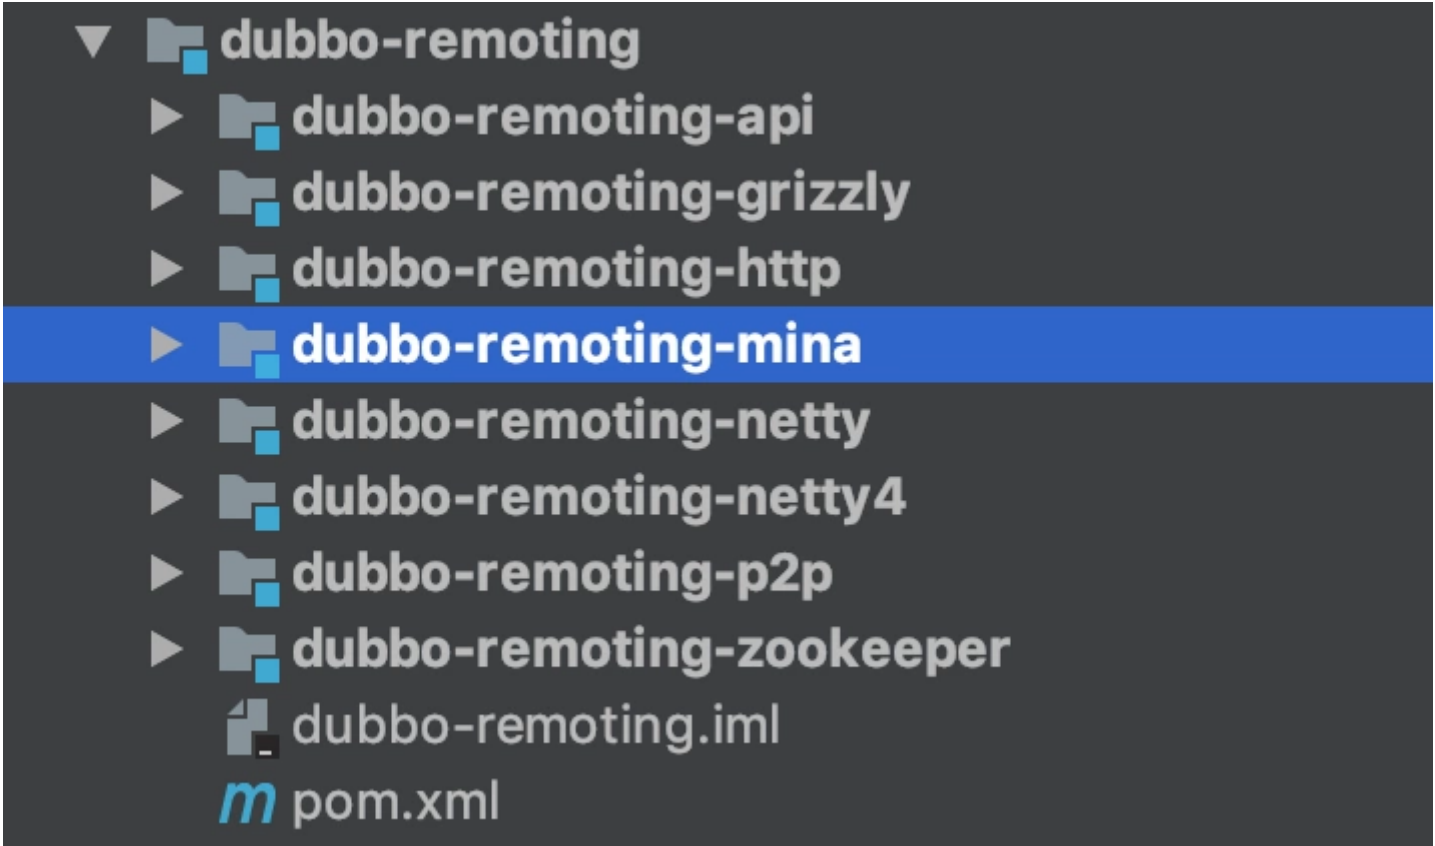 dubbo-remoting
dubbo-remoting-api
dubbo-remoting-grizzly
dubbo-remoting-http
dubbo-remoting-mina
dubbo-remoting-netty
dubbo-remoting-netty4
dubbo-remoting-p2p
dubbo-remoting-zookeeper
dubbo-remoting.iml
m pom.xml